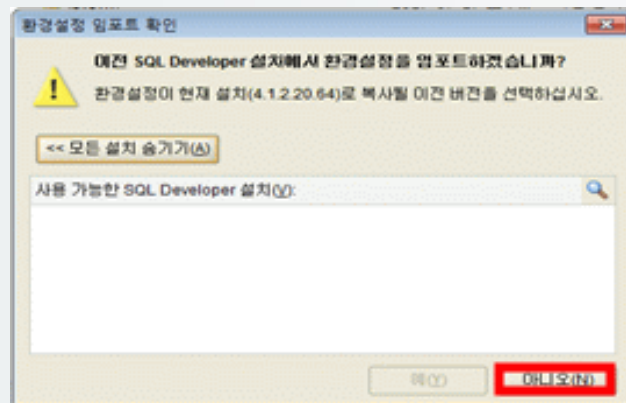 환경설정 임포트 확인
이전 SQL Developer 설치에서 환경설정을 임포트하겠습니까?
환경설정이 현재 설치(4.1.2.20.64)로 복사될 이전 버전을 선택하십시오.
<< 모든 설치 숨기기(A)
사용 가능한 SQL Developer 설치(V):
예(Y) 아니오(N)